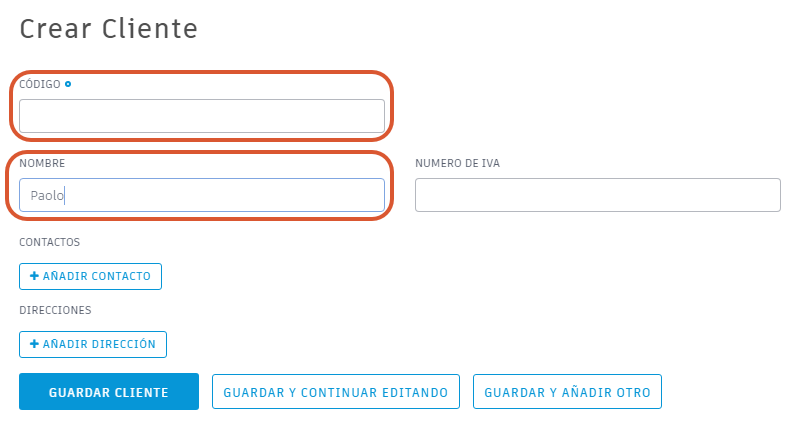 Crear Cliente
CÓDIGO
NOMBRE
NUMERO DE IVA
Paolo
CONTACTOS
AÑADIR CONTACTO
DIRECCIONES
AÑADIR DIRECCIÓN
GUARDAR CLIENTE
GUARDAR Y CONTINUAR EDITANDO
GUARDAR Y AÑADIR OTRO